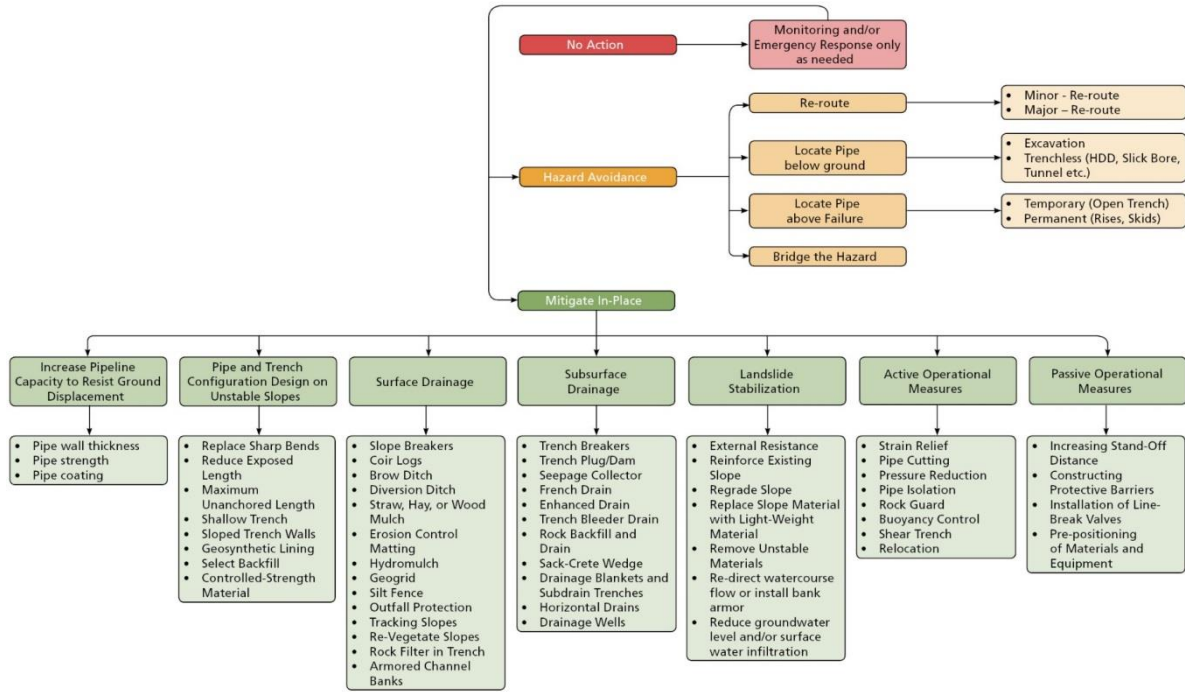 No Action
Monitoring and/or
Emergency Response only
as needed
Hazard Avoidance
Re-route
• Minor - Re-route
• Major – Re-route
Locate Pipe
below ground
• Excavation
• Trenchless (HDD, Slick Bore,
Tunnel etc.)
Locate Pipe
above Failure
• Temporary (Open Trench)
• Permanent (Rises, Skids)
Bridge the Hazard
Mitigate In-Place
Increase Pipeline
Capacity to Resist Ground
Displacement
• Pipe wall thickness
• Pipe strength
• Pipe coating
Pipe and Trench
Configuration Design on
Unstable Slopes
• Replace Sharp Bends
• Reduce Exposed
Length
• Maximum
Unanchored Length
• Shallow Trench
• Sloped Trench Walls
• Geosynthetic Lining
• Select Backfill
• Controlled-Strength
Material
Surface Drainage
• Slope Breakers
• Coir Logs
• Brow Ditch
• Diversion Ditch
• Straw, Hay, or Wood
Mulch
• Erosion Control
Matting
• Hydromulch
• Geogrid
• Silt Fence
• Outfall Protection
• Tracking Slopes
• Re-Vegetate Slopes
• Rock Filter in Trench
• Armored Channel
Banks
Subsurface
Drainage
• Trench Breakers
• Trench Plug/Dam
• Seepage Collector
• French Drain
• Enhanced Drain
• Trench Bleeder Drain
• Rock Backfill and
Drain
• Sack-Crete Wedge
• Drainage Blankets and
Subdrain Trenches
• Horizontal Drains
• Drainage Wells
Landslide
Stabilization
• External Resistance
• Reinforce Existing
Slope
• Regrade Slope
• Replace Slope Material
with Light-Weight
Material
• Remove Unstable
Materials
• Re-direct watercourse
flow or install bank
armor
• Reduce groundwater
level and/or surface
water infiltration
Active Operational
Measures
• Strain Relief
• Pipe Cutting
• Pressure Reduction
• Pipe Isolation
• Rock Guard
• Buoyancy Control
• Shear Trench
• Relocation
Passive Operational
Measures
• Increasing Stand-Off
Distance
• Constructing
Protective Barriers
• Installation of Line-
Break Valves
• Pre-positioning
of Materials and
Equipment